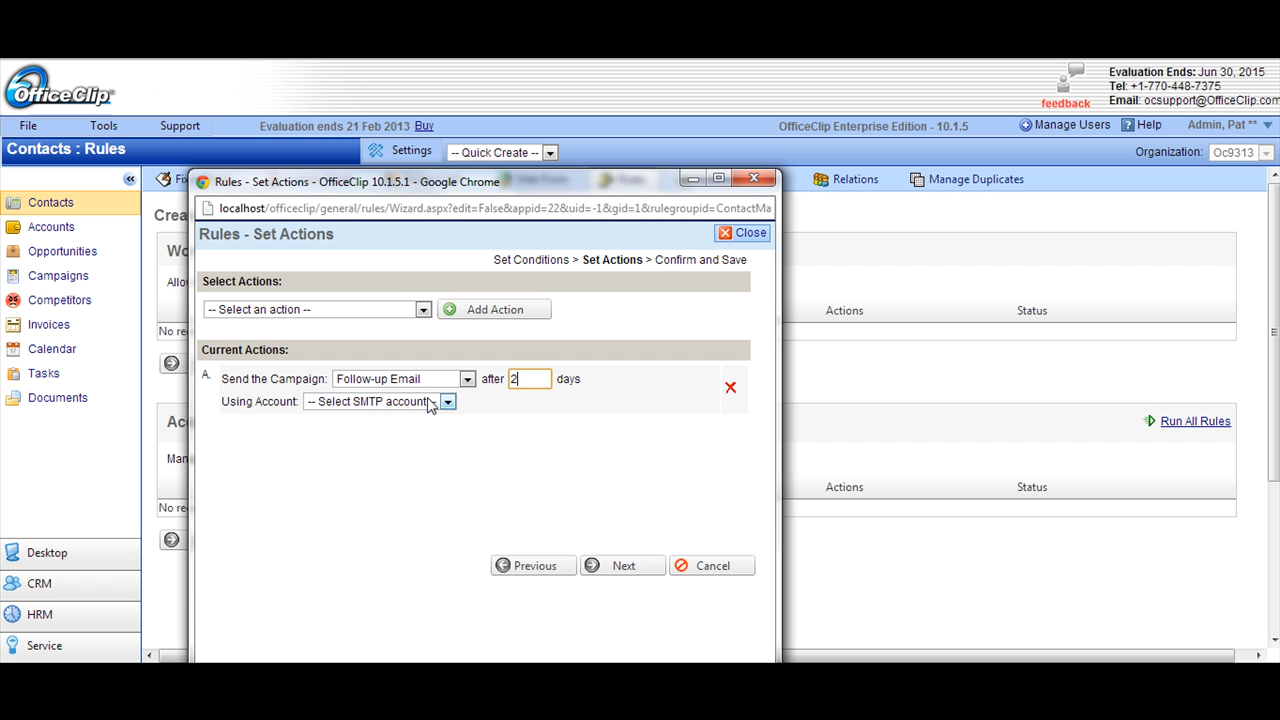 OfficeClip
feedback
Evaluation Ends: Jun 30, 2015
Tel: +1-770-448-7375
Email: ocsupport@OfficeClip.com
File Tools Support Evaluation ends 21 Feb 2013 Buy OfficeClip Enterprise Edition - 10.1.5 Manage Users Help Admin, Pat **
Contacts : Rules Settings -- Quick Create -- Organization: Oc9313
Relations Manage Duplicates
Rules - Set Actions - OfficeClip 10.1.5.1 - Google Chrome
localhost/officeclip/general/rules/Wizard.aspx?edit=False&appid=22&uid=-1&gid=1&rulegroupid=ContactMa
Rules - Set Actions Close
Set Conditions > Set Actions > Confirm and Save
Select Actions:
-- Select an action -- Add Action
Current Actions:
A. Send the Campaign: Follow-up Email after 2 days
Using Account: -- Select SMTP account
Previous Next Cancel
Contacts
Accounts
Opportunities
Campaigns
Competitors
Invoices
Calendar
Tasks
Documents
Desktop
CRM
HRM
Service
Actions Status
Run All Rules
Actions Status